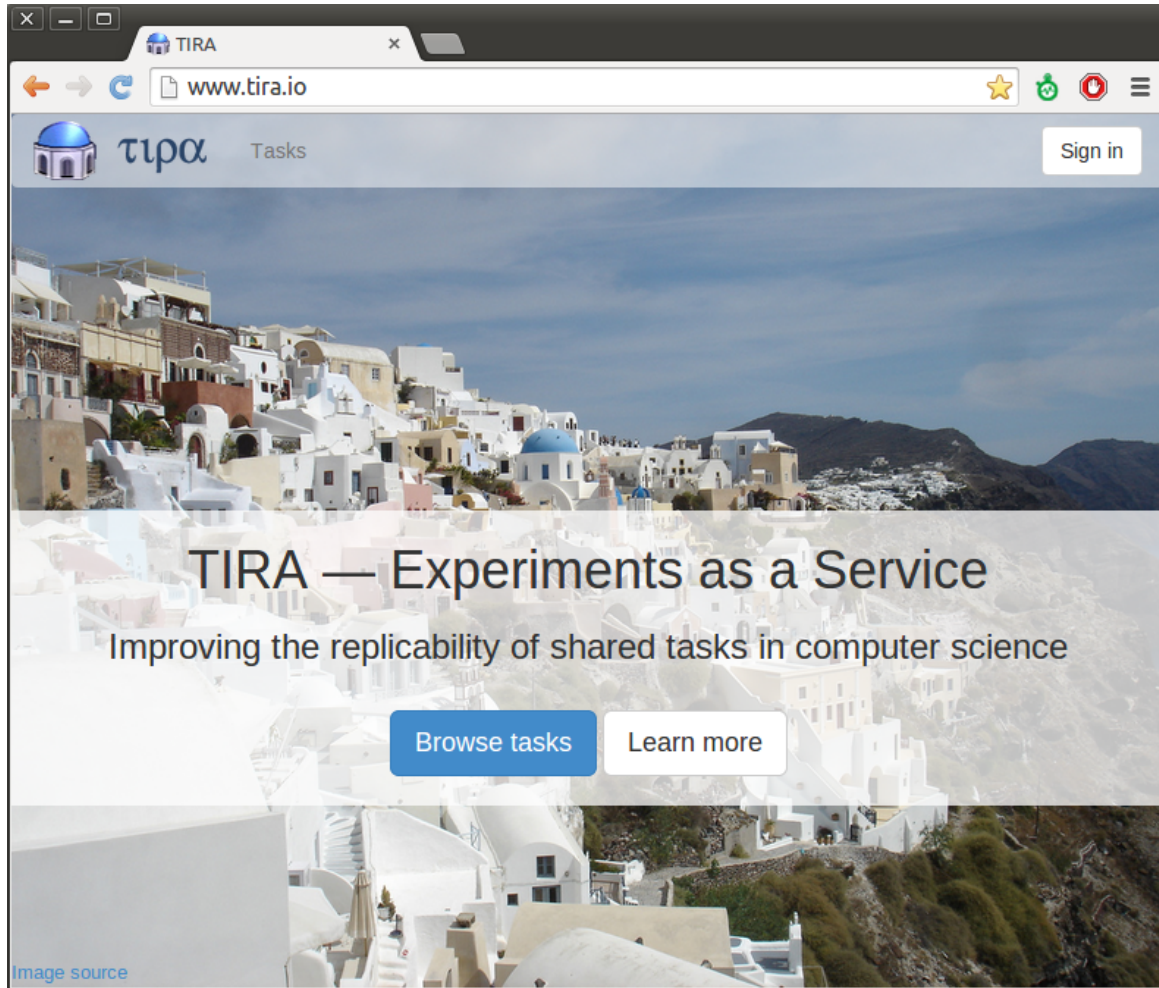 TIRA
www.tira.io
τιρα Tasks Sign in
TIRA — Experiments as a Service
Improving the replicability of shared tasks in computer science
Browse tasks Learn more
Image source